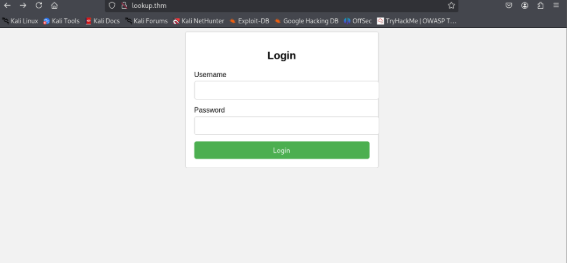 lookup.thm
Kali Linux Kali Tools Kali Docs Kali Forums Kali NetHunter Exploit-DB Google Hacking DB OffSec TryHackMe | OWASP T...
Login
Username
Password
Login